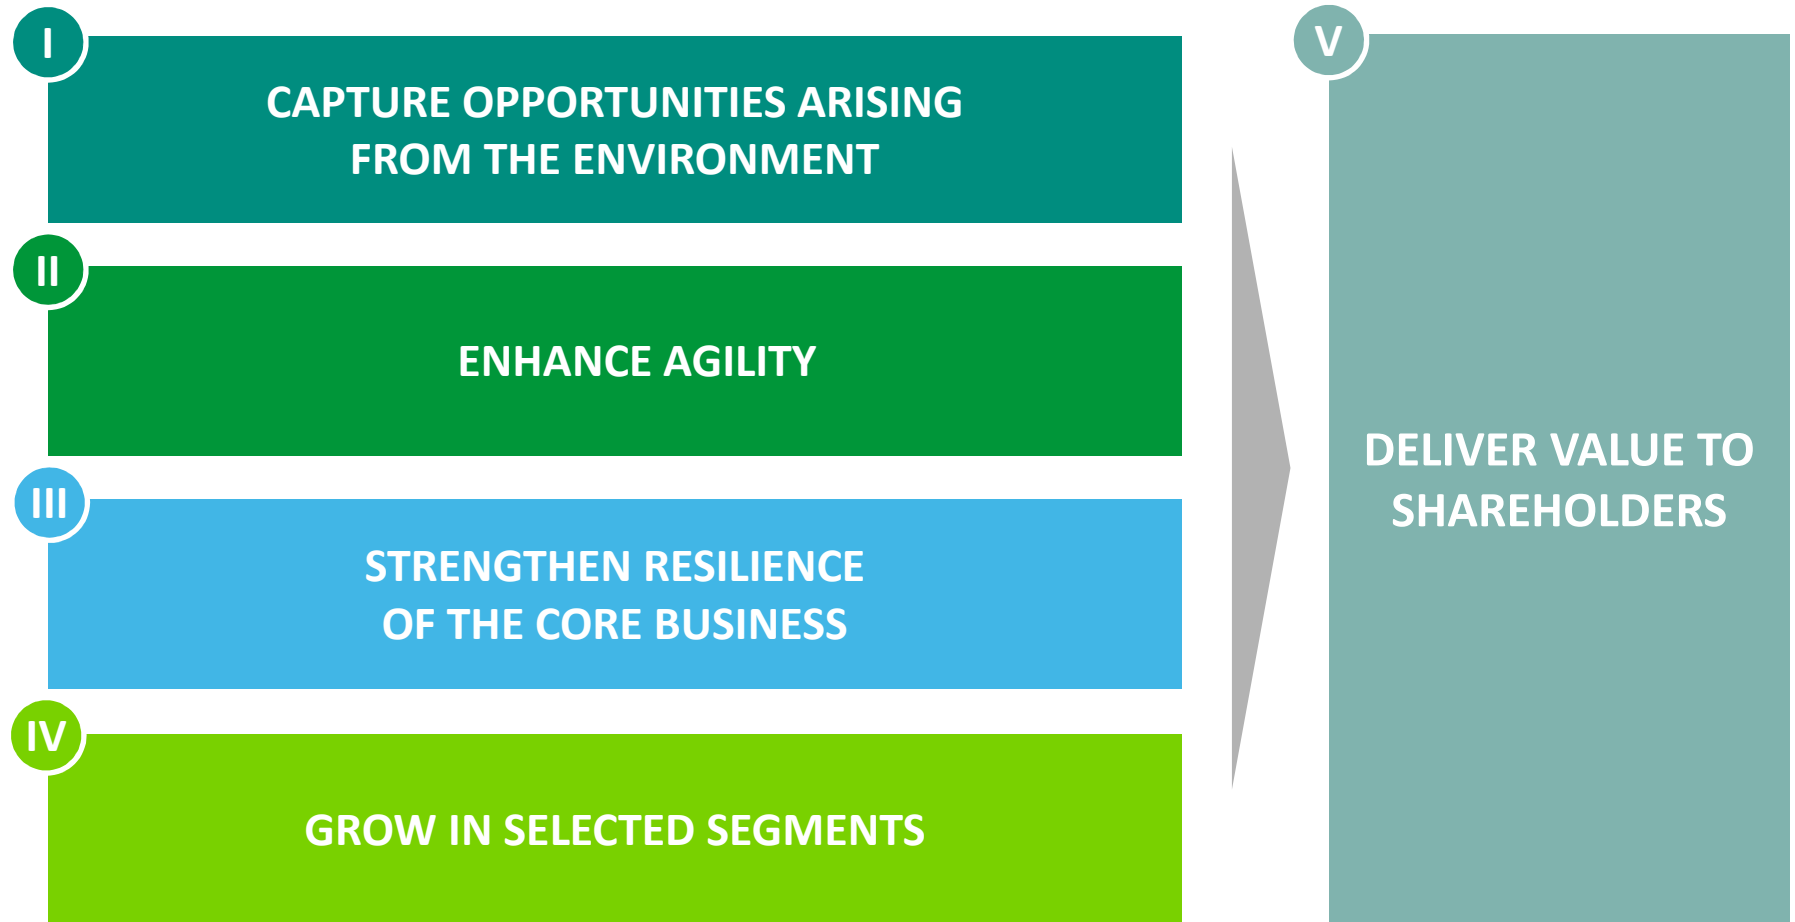 I
CAPTURE OPPORTUNITIES ARISING
FROM THE ENVIRONMENT
II
ENHANCE AGILITY
III
STRENGTHEN RESILIENCE
OF THE CORE BUSINESS
IV
GROW IN SELECTED SEGMENTS
V
DELIVER VALUE TO
SHAREHOLDERS